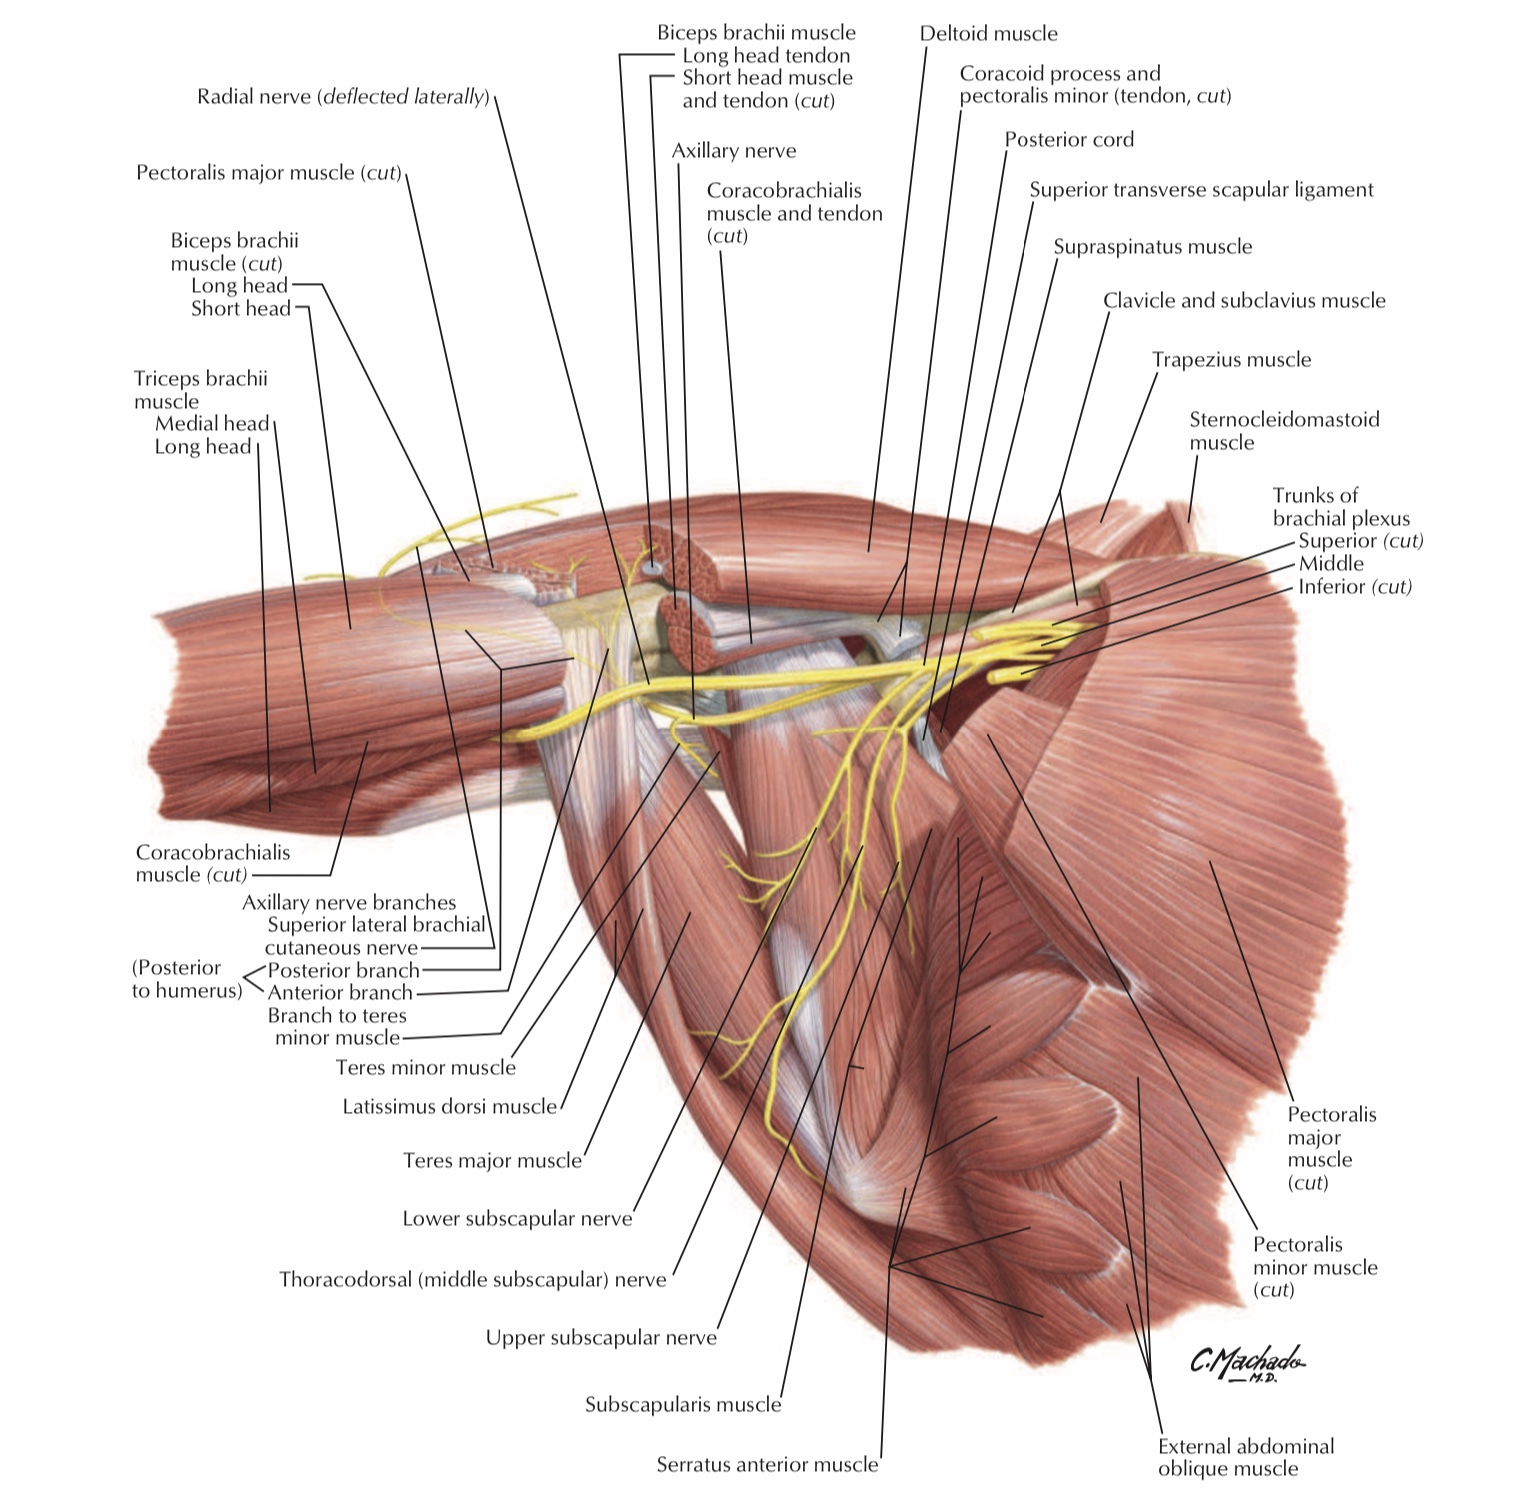 Biceps brachii muscle
Long head tendon
Short head muscle
and tendon (cut)
Deltoid muscle
Coracoid process and
pectoralis minor (tendon, cut)
Radial nerve (deflected laterally)
Posterior cord
Axillary nerve
Pectoralis major muscle (cut)
Coracobrachialis
muscle and tendon
(cut)
Superior transverse scapular ligament
Biceps brachii
muscle (cut)
Long head
Short head
Supraspinatus muscle
Clavicle and subclavius muscle
Trapezius muscle
Triceps brachii
muscle
Medial head
Long head
Sternocleidomastoid
muscle
Trunks of
brachial plexus
Superior (cut)
Middle
Inferior (cut)
Coracobrachialis
muscle (cut)
Axillary nerve branches
Superior lateral brachial
cutaneous nerve
(Posterior
to humerus)
Posterior branch
Anterior branch
Branch to teres
minor muscle
Teres minor muscle
Latissimus dorsi muscle
Teres major muscle
Lower subscapular nerve
Thoracodorsal (middle subscapular) nerve
Upper subscapular nerve
Subscapularis muscle
Serratus anterior muscle
Pectoralis
major
muscle
(cut)
Pectoralis
minor muscle
(cut)
C.Machado
M.D.
External abdominal
oblique muscle